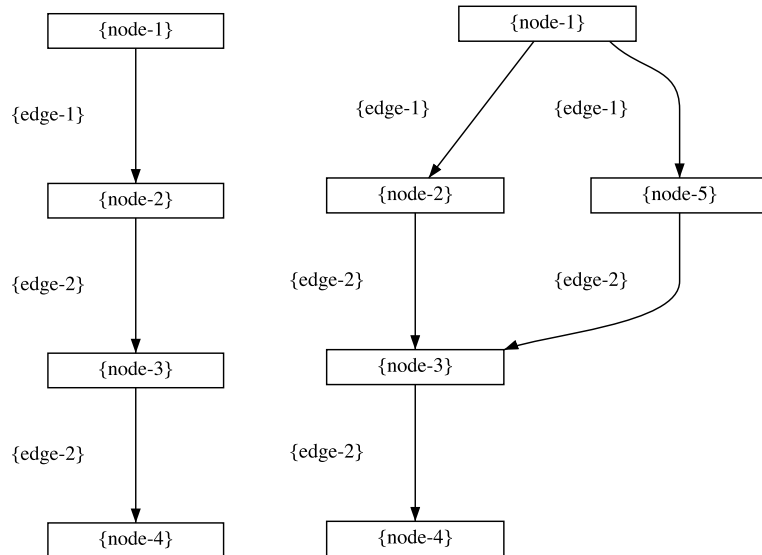 {node-1}
{edge-1}
{node-2}
{edge-2}
{node-3}
{edge-2}
{node-4}
{node-1}
{edge-1}
{edge-1}
{node-2}
{node-5}
{edge-2}
{edge-2}
{node-3}
{edge-2}
{node-4}